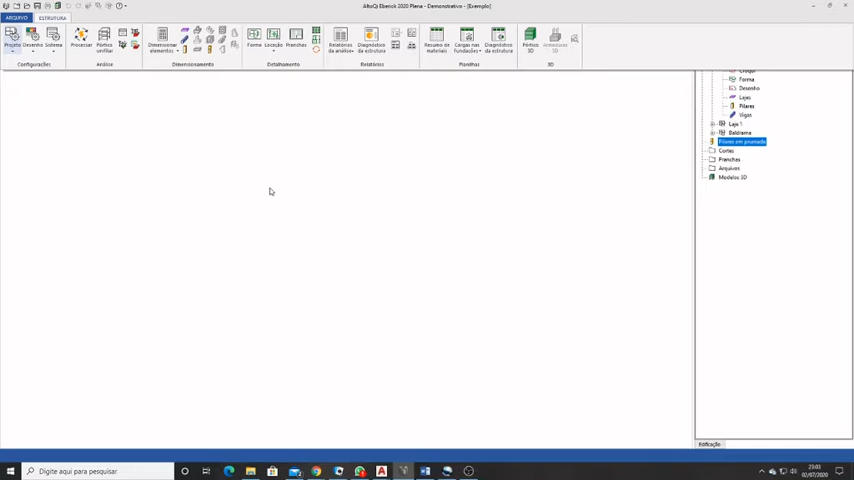 AltoQi Eberick 2020 Plena - Demonstrativo - [Exemplo]
ARQUIVO ESTRUTURA
Projeto Desenho Sistema
Configurações
Processar Pórtico unifilar
Análise
Dimensionar elementos
Dimensionamento
Forma Locação Pranchas
Detalhamento
Relatórios da análise Diagnóstico da estrutura
Relatórios
Resumo de materiais Cargas nas fundações Diagnóstico da estrutura
Planilhas
Pórtico 3D Armaduras 3D
3D
Croqui
Forma
Desenho
Lajes
Pilares
Vigas
Laje 1
Baldrame
Pilares em prumada
Cortes
Pranchas
Arquivos
Modelos 3D
Edificação
Digite aqui para pesquisar
23:03
02/07/2020